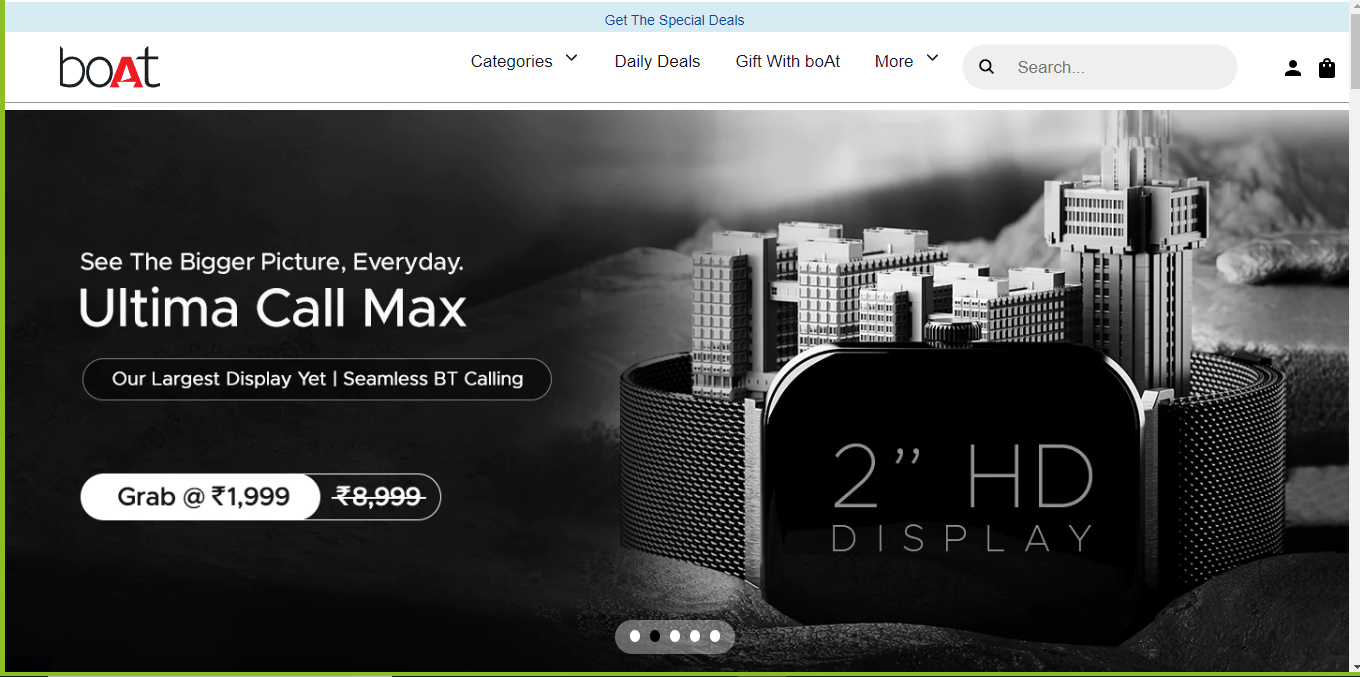 Get The Special Deals
boAt
Categories
Daily Deals
Gift With boAt
More
Search...
See The Bigger Picture, Everyday.
Ultima Call Max
Our Largest Display Yet | Seamless BT Calling
Grab @ ₹1,999 ₹8,999
2” HD
DISPLAY